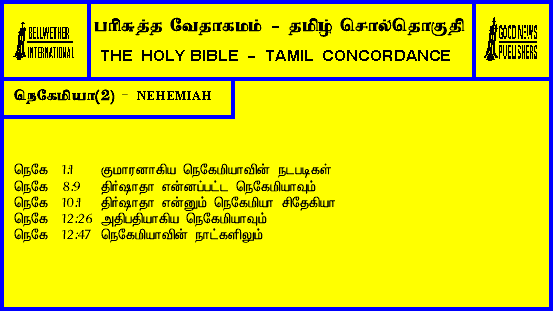 BELLWETHER
INTERNATIONAL
பரிசுத்த வேதாகமம் - தமிழ் சொல்தொகுதி
THE HOLY BIBLE - TAMIL CONCORDANCE
GOOD NEWS
PUBLISHERS
நெகேமியா(2) - NEHEMIAH
நெகே 1:1 குமாரனாகிய நெகேமியாவின் நடபடிகள்
நெகே 8:9 திர்ஷாதா என்னப்பட்ட நெகேமியாவும்
நெகே 10:1 திர்ஷாதா என்னும் நெகேமியா சிதேகியா
நெகே 12:26 அதிபதியாகிய நெகேமியாவும்
நெகே 12:47 நெகேமியாவின் நாட்களிலும்